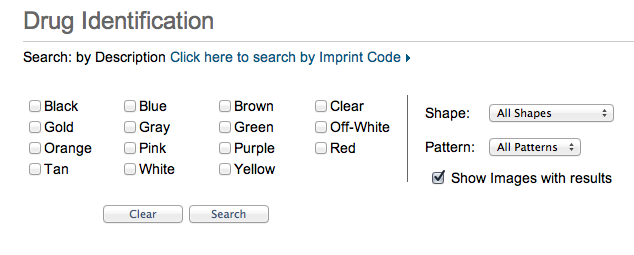 Drug Identification
Search: by Description Click here to search by Imprint Code
Black Blue Brown Clear
Gold Gray Green Off-White
Orange Pink Purple Red
Tan White Yellow
Shape: All Shapes
Pattern: All Patterns
Show Images with results
Clear Search